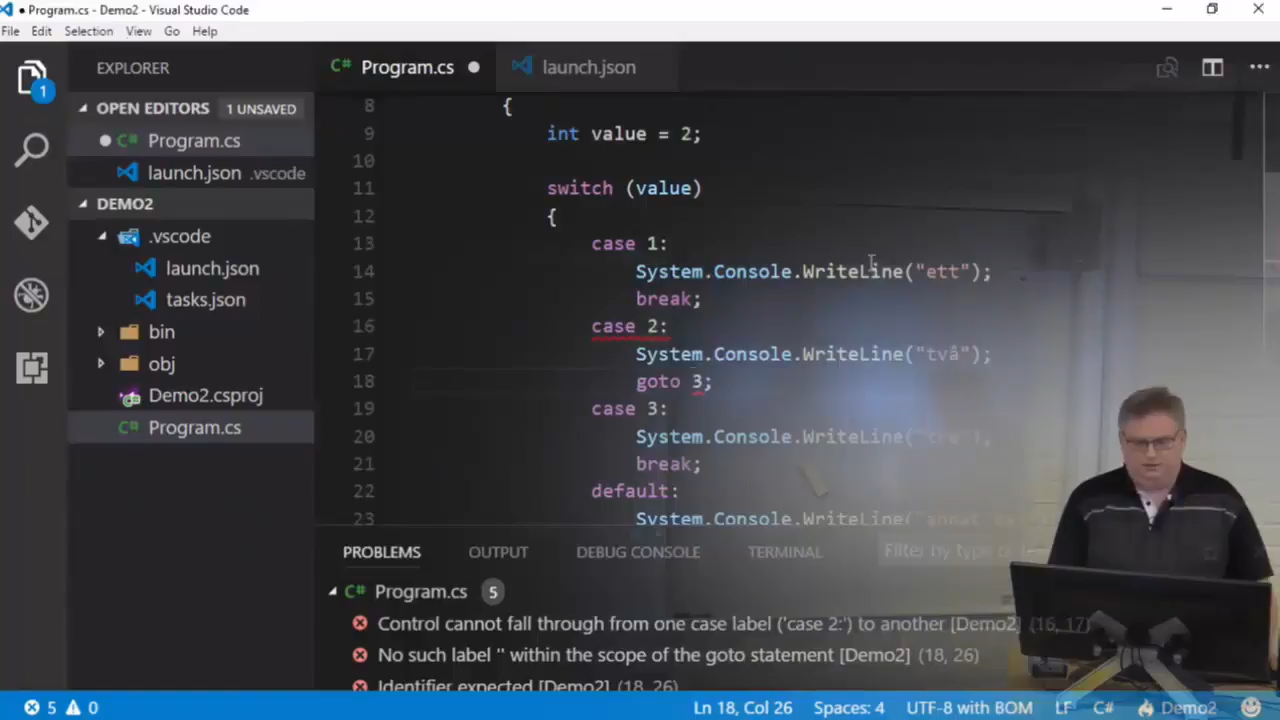 Program.cs - Demo2 - Visual Studio Code
File Edit Selection View Go Help
EXPLORER
OPEN EDITORS 1 UNSAVED
Program.cs
launch.json .vscode
DEMO2
.vscode
launch.json
tasks.json
bin
obj
Demo2.csproj
Program.cs
1
Program.cs launch.json
8 {
9 int value = 2;
10
11 switch (value)
12 {
13 case 1:
14 System.Console.WriteLine("ett");
15 break;
16 case 2:
17 System.Console.WriteLine("två");
18 goto 3;
19 case 3:
20 System.Console.WriteLine("tre");
21 break;
22 default:
23 System.Console.WriteLine("annat
PROBLEMS OUTPUT DEBUG CONSOLE TERMINAL Filter by type
Program.cs 5
Control cannot fall through from one case label ('case 2:') to another [Demo2] (16, 17)
No such label '' within the scope of the goto statement [Demo2] (18, 26)
Identifier expected [Demo2] (18, 26)
5 0 Ln 18, Col 26 Spaces: 4 UTF-8 with BOM LF C# Demo2